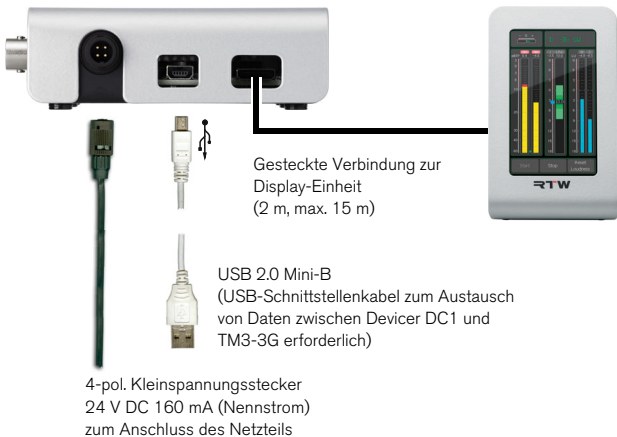 Gesteckte Verbindung zur
Display-Einheit
(2 m, max. 15 m)
RTW
USB 2.0 Mini-B
(USB-Schnittstellenkabel zum Austausch
von Daten zwischen Devicer DC1 und
TM3-3G erforderlich)
4-pol. Kleinspannungsstecker
24 V DC 160 mA (Nennstrom)
zum Anschluss des Netzteils